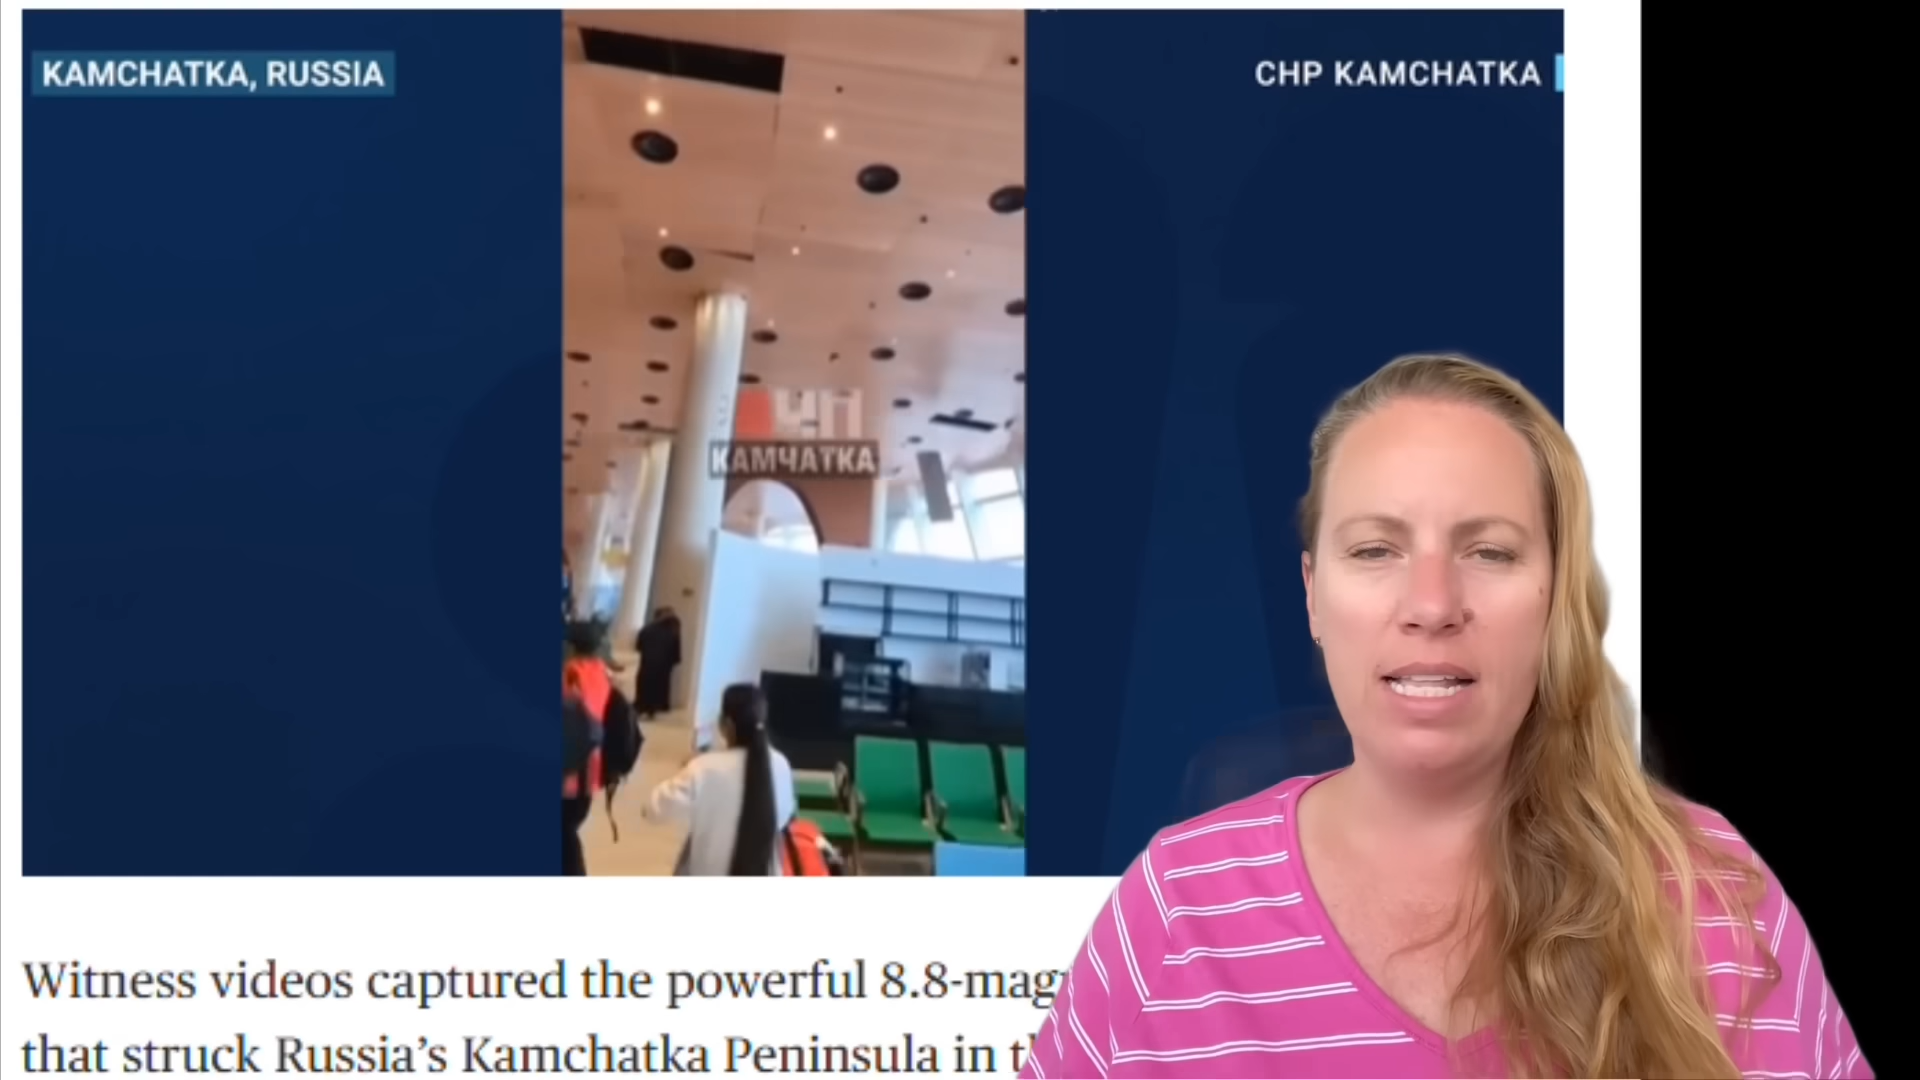 KAMCHATKA, RUSSIA
CHP KAMCHATKA
ЧП
КАМЧАТКА
Witness videos captured the powerful 8.8-mag
that struck Russia's Kamchatka Peninsula in